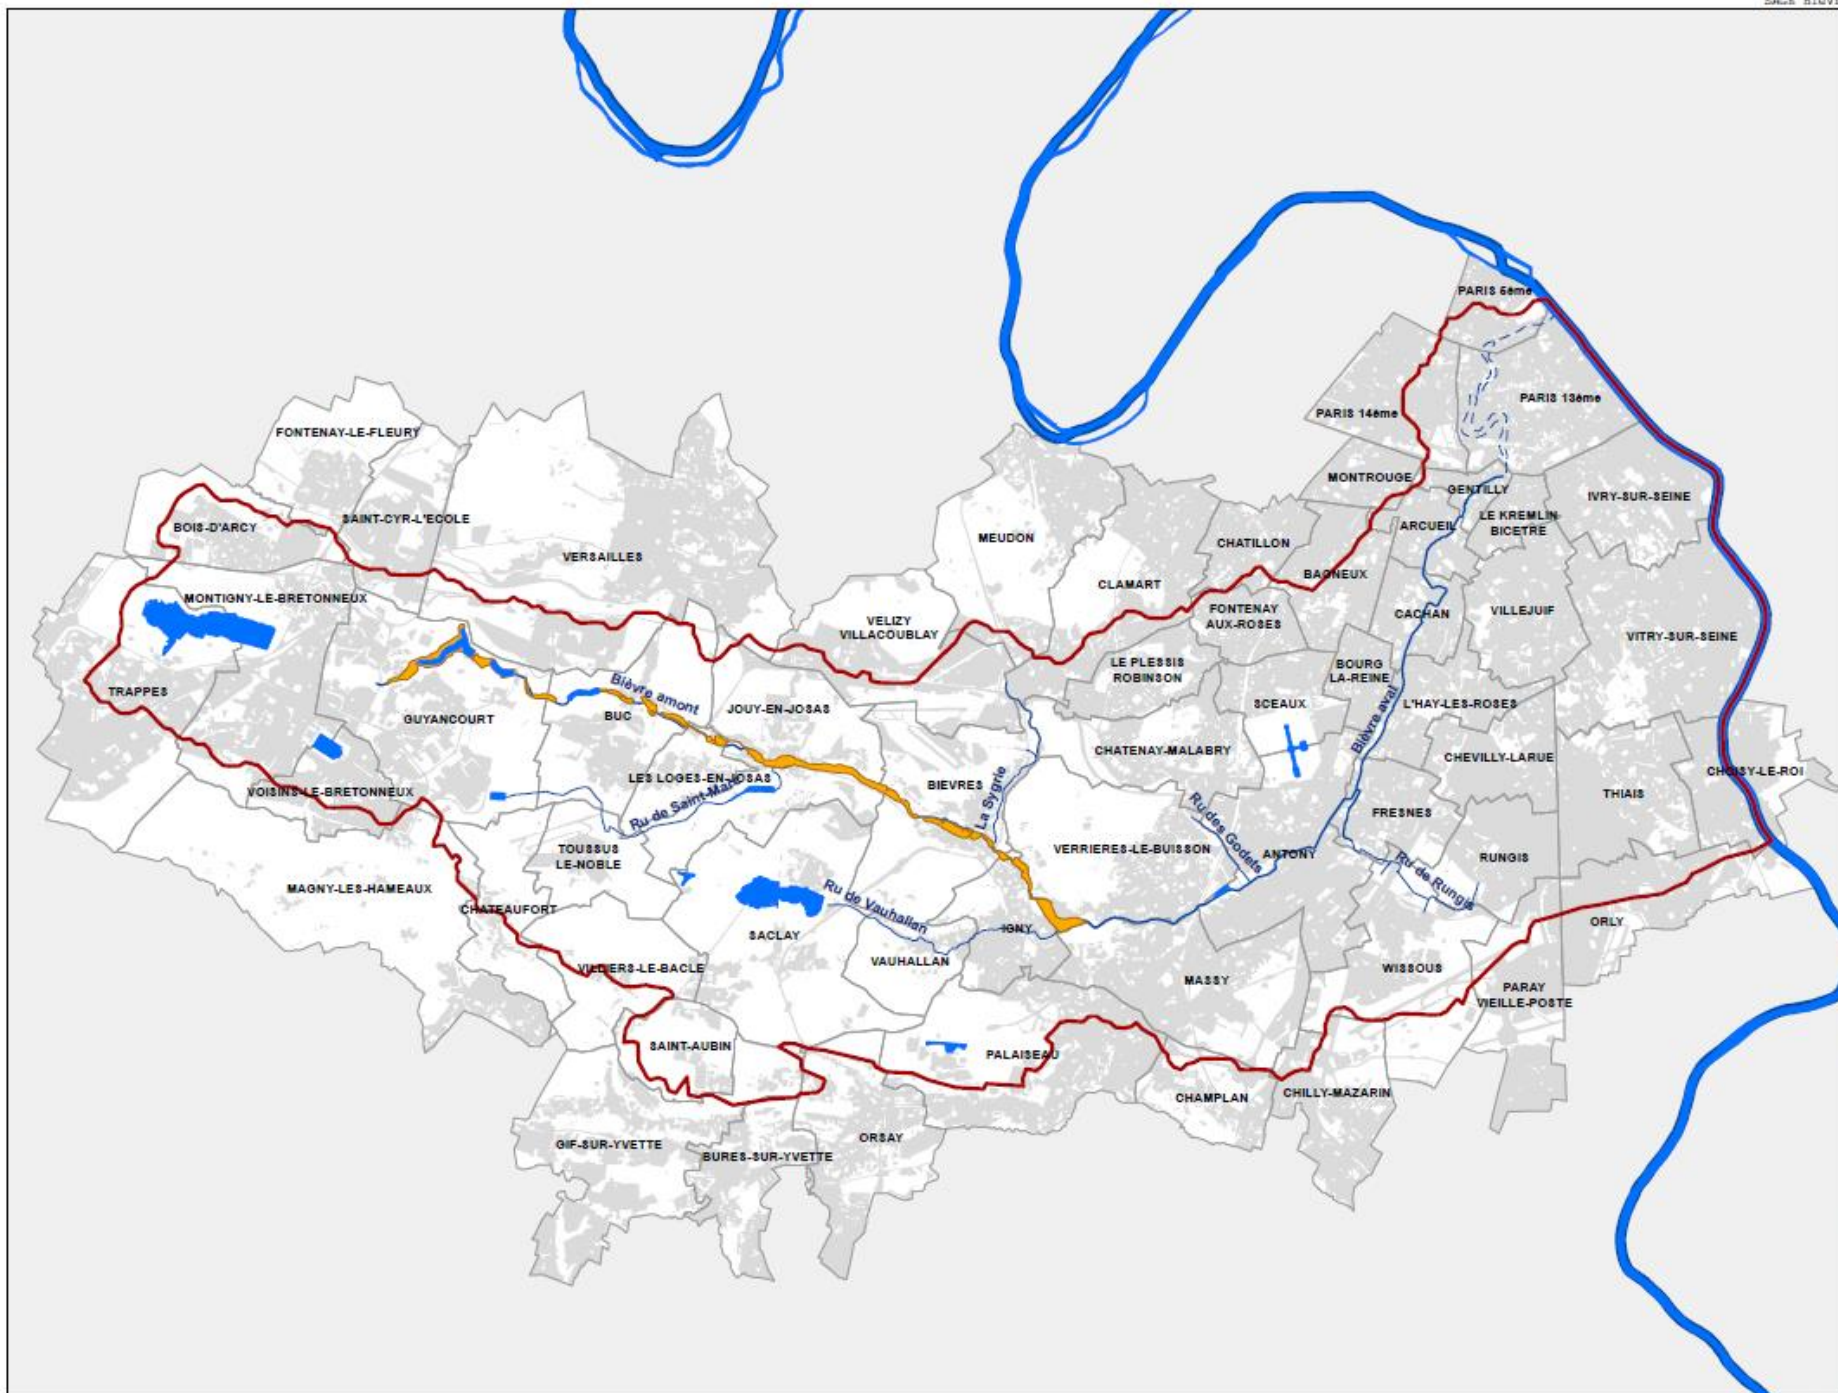 PARIS 5ème
PARIS 13ème
PARIS 14ème
FONTENAY-LE-FLEURY
MONTROUGE
GENTILLY
IVRY-SUR-SEINE
BOIS-D'ARCY
SAINT-CYR-L'ECOLE
ARCUEIL
LE KREMLIN
BICETRE
MEUDON
CHATILLON
VERSAILLES
BAGNEUX
CLAMART
MONTIGNY-LE-BRETONNEUX
FONTENAY
AUX-ROSES
CACHAN
VILLEJUIF
VELIZY
VILLACOUBLAY
VITRY-SUR-SEINE
LE PLESSIS
ROBINSON
BOURG
LA-REINE
TRAPPES
Bièvre amont
GUYANCOURT
BUC
JOUY-EN-JOSAS
SCEAUX
L'HAY-LES-ROSES
Bièvre aval
CHATENAY-MALABRY
CHEVILLY-LARUE
CHOISY-LE-ROI
LES LOGES-EN-JOSAS
BIEVRES
La Sygrie
VOISINS-LE-BRETONNEUX
THIAIS
Ru de Saint-Marc
Ru des Godets
FRESNES
TOUSSUS
LE-NOBLE
VERRIERES-LE-BUISSON
ANTONY
RUNGIS
Ru de Rungis
MAGNY-LES-HAMEAUX
Ru de Vauhallan
CHATEAUFORT
SACLAY
IGNY
ORLY
VAUHALLAN
VILLIERS-LE-BACLE
WISSOUS
MASSY
PARAY
VIEILLE-POSTE
SAINT-AUBIN
PALAISEAU
CHAMPLAN
CHILLY-MAZARIN
GIF-SUR-YVETTE
BURES-SUR-YVETTE
ORSAY